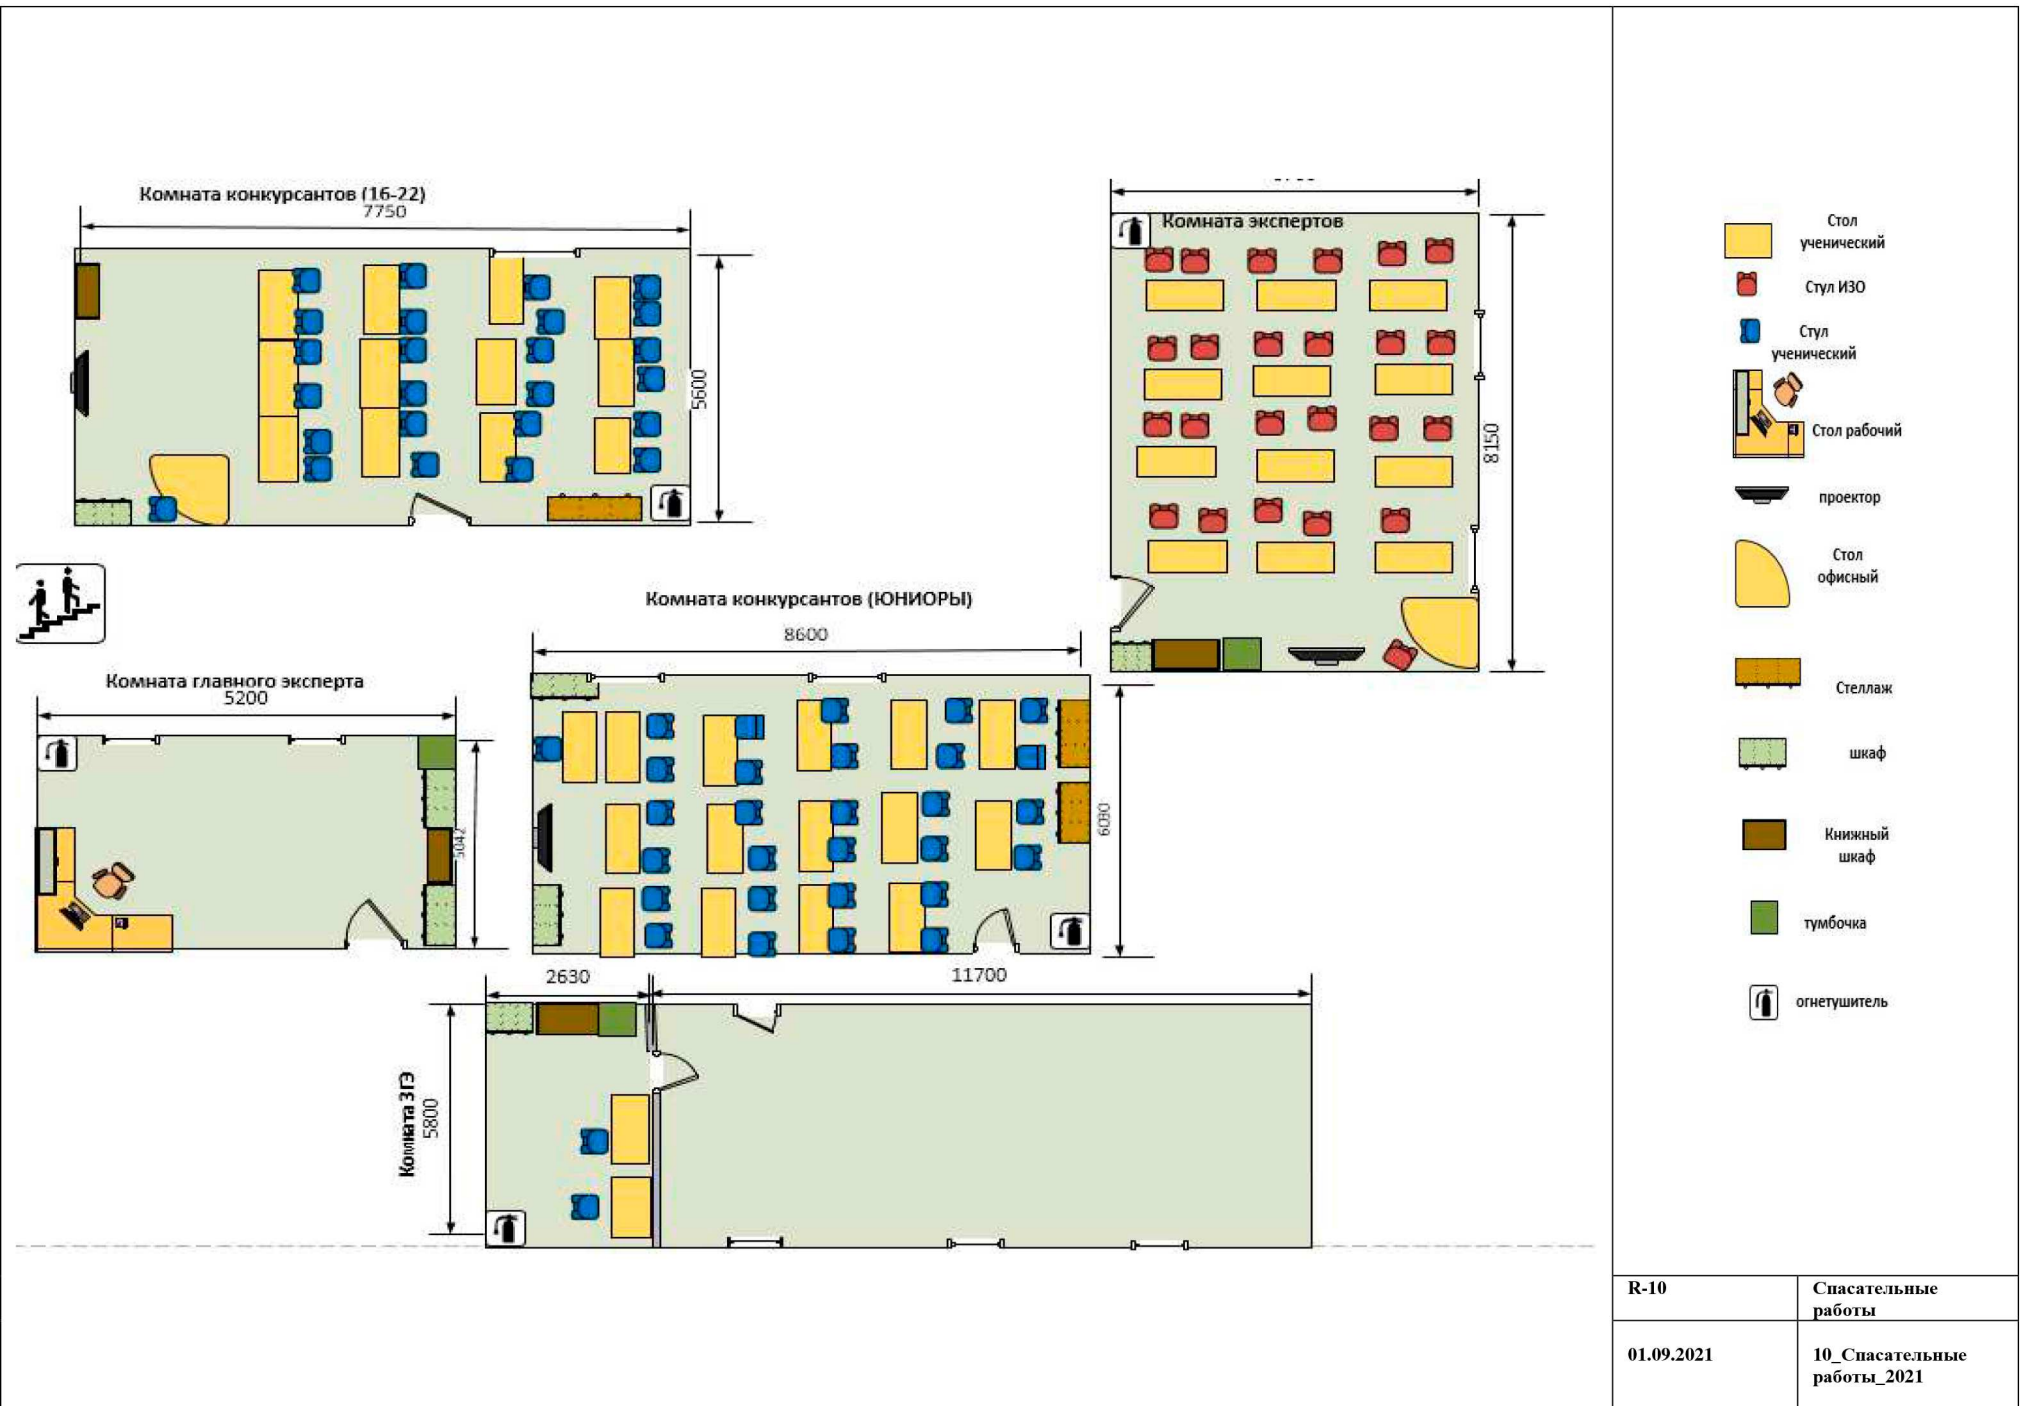 Комната конкурсантов (16-22)
7750
5600
Комната экспертов
8150
Комната конкурсантов (ЮНИОРЫ)
8600
6030
Комната главного эксперта
5200
5042
2630
11700
Комната ЗГЭ
5800
Стол
ученический
Стул ИЗО
Стул
ученический
Стол рабочий
проектор
Стол
офисный
Стеллаж
шкаф
Книжный
шкаф
тумбочка
огнетушитель
R-10
Спасательные
работы
01.09.2021
10_Спасательные
работы_2021